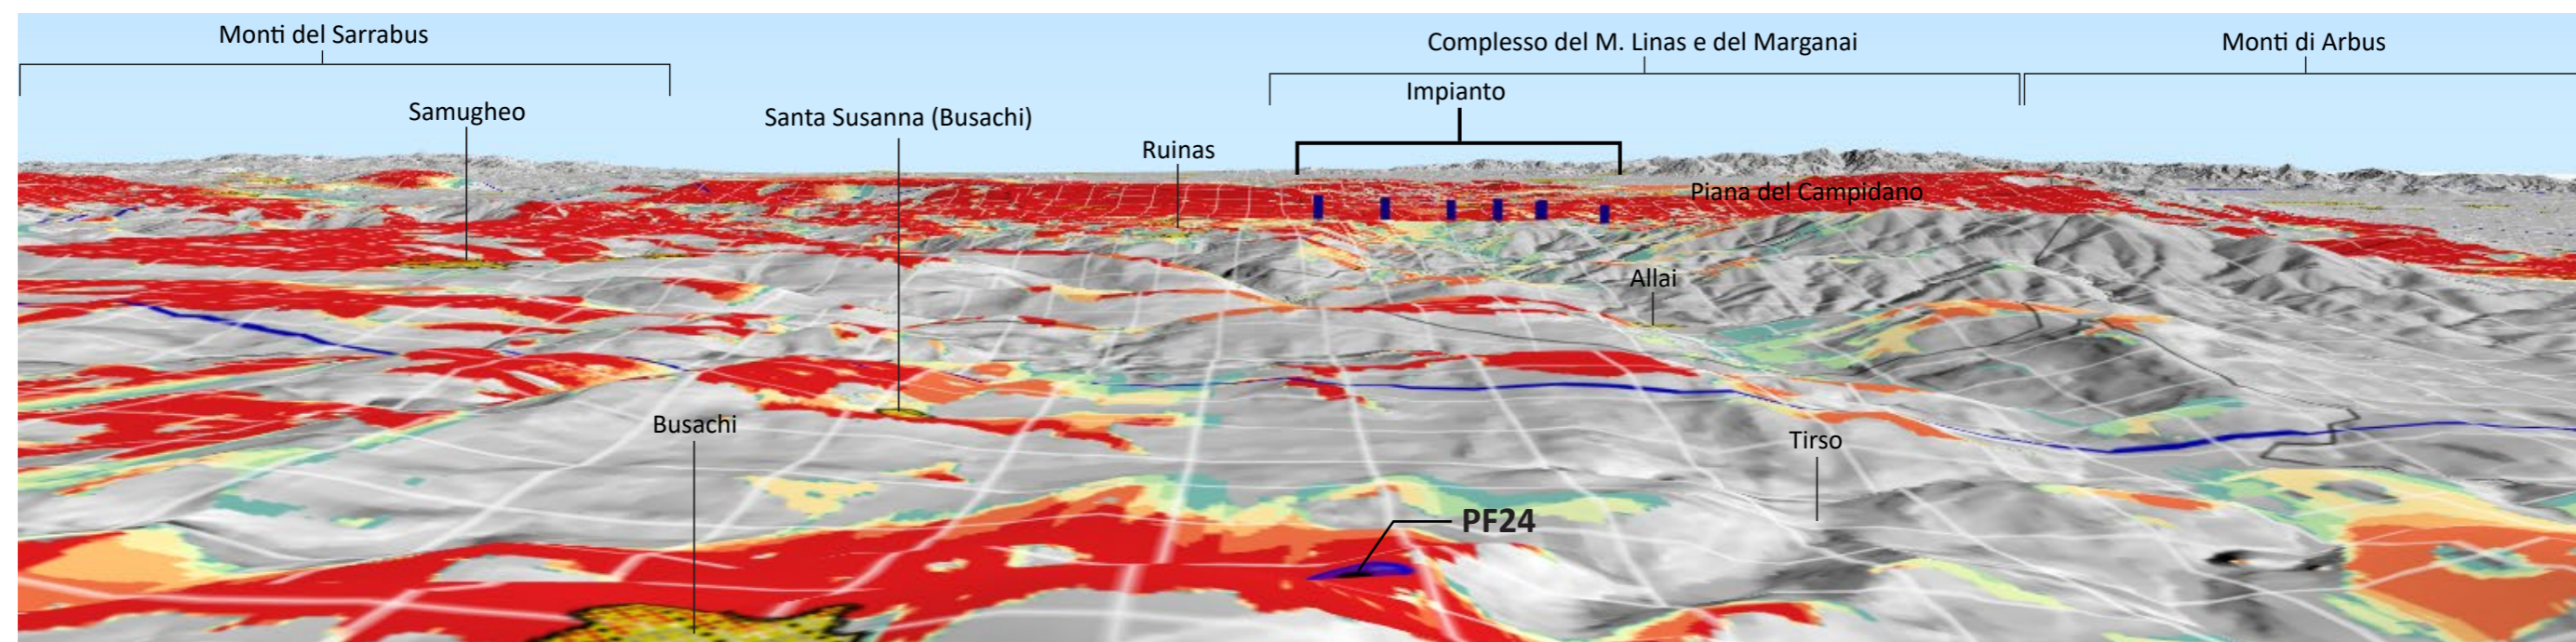 Monti del Sarrabus
Complesso del M. Linas e del Marganai
Monti di Arbus
Impianto
Samugheo
Santa Susanna (Busachi)
Ruinas
Piana del Campidano
Allai
Busachi
Tirso
PF24